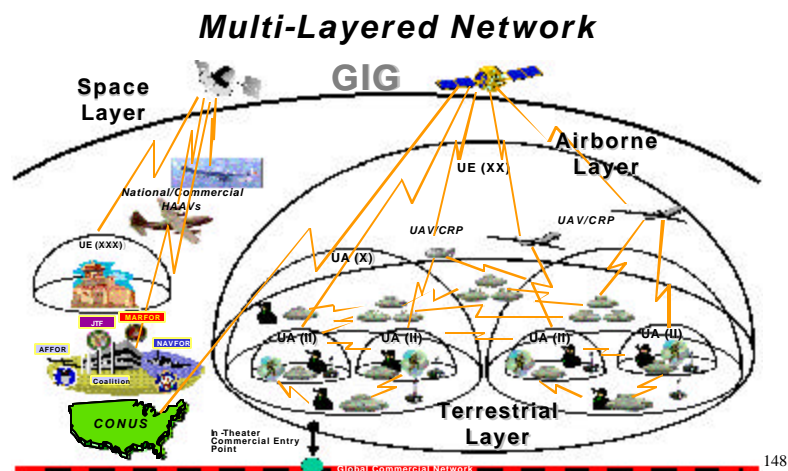 Multi-Layered Network
GIG
Space
Layer
Airborne
Layer
UE (XX)
National/Commercial
HAAVs
UAV/CRP
UAV/CRP
UE (XXX)
UA (X)
MARFOR
JTF
UA (II)
UA (II)
UA (II)
UA (II)
AFFOR
NAVFOR
Coalition
CONUS
Terrestrial
Layer
In-Theater
Commercial Entry
Point
Global Commercial Network
148